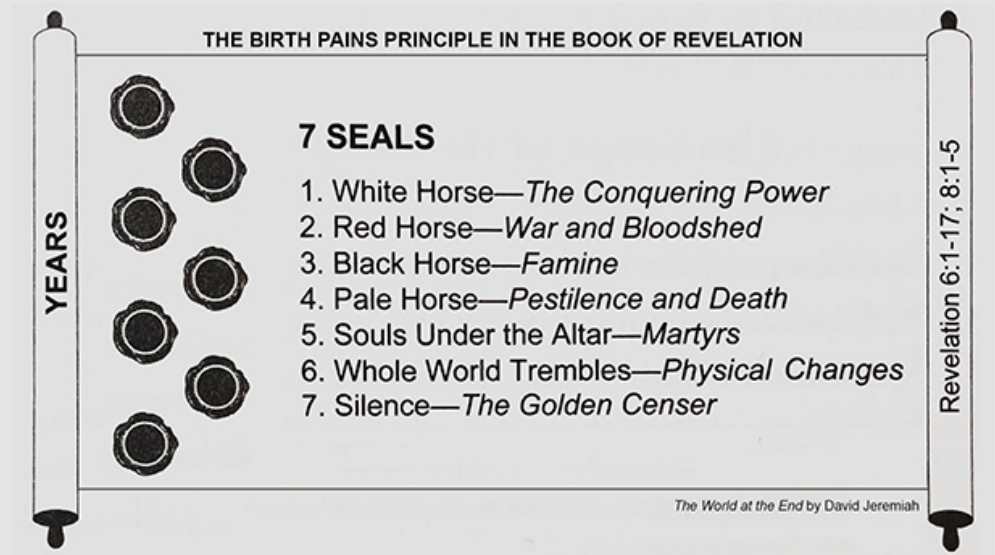 THE BIRTH PAINS PRINCIPLE IN THE BOOK OF REVELATION
YEARS
7 SEALS
1. White Horse—The Conquering Power
2. Red Horse—War and Bloodshed
3. Black Horse—Famine
4. Pale Horse—Pestilence and Death
5. Souls Under the Altar—Martyrs
6. Whole World Trembles—Physical Changes
7. Silence—The Golden Censer
Revelation 6:1-17; 8:1-5
The World at the End by David Jeremiah